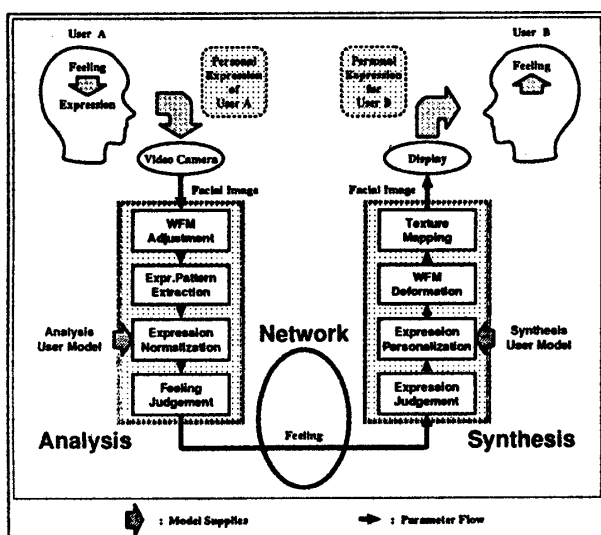 User A
Feeling
Expression
Personal
Expression
of
User A
Personal
Expression
for
User B
User B
Feeling
Video Camera
Display
Facial Image
Facial Image
WFM
Adjustment
Expr.Pattern
Extraction
Expression
Normalization
Feeling
Judgement
Analysis
User Model
Analysis
Network
Feeling
Texture
Mapping
WFM
Deformation
Expression
Personalization
Expression
Judgement
Synthesis
User Model
Synthesis
: Model Supplies
: Parameter Flow